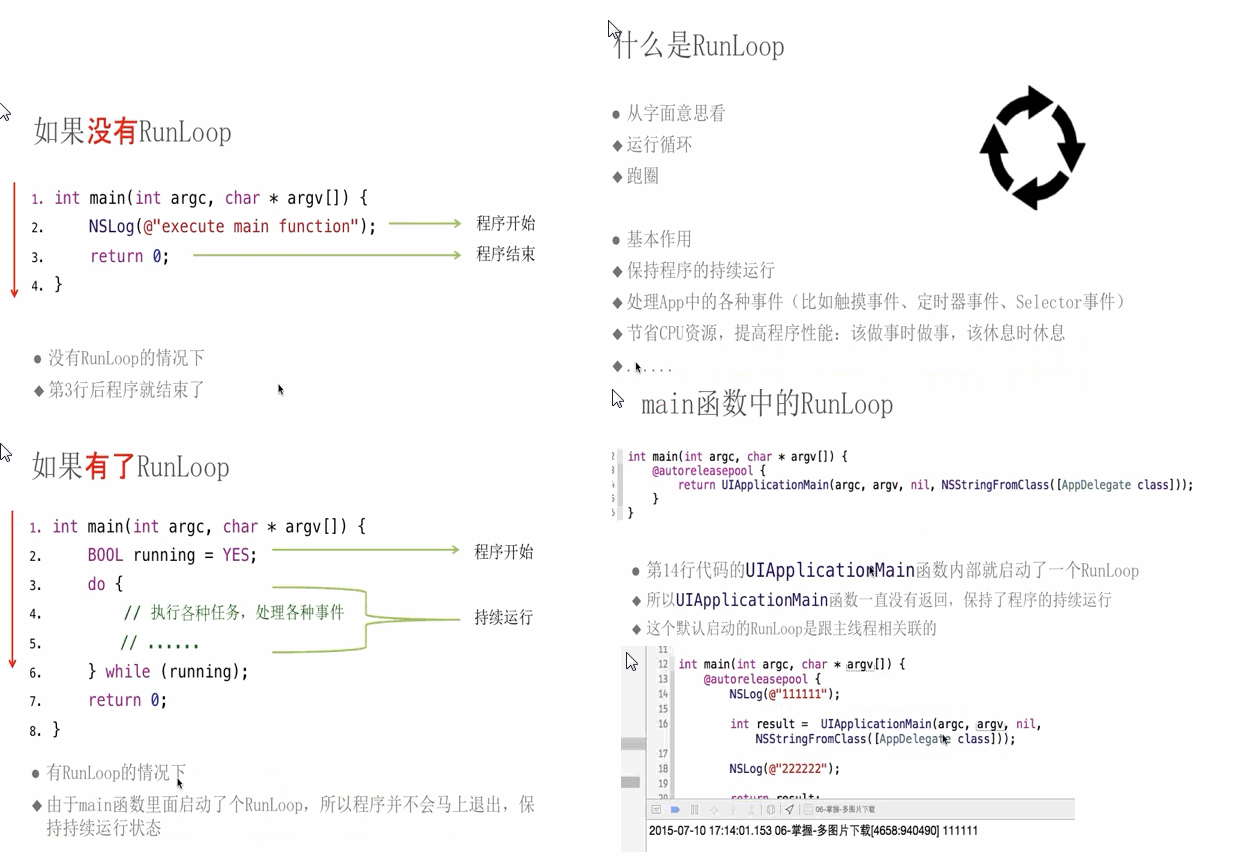 如果没有RunLoop
1. int main(int argc, char * argv[]) {
2. NSLog(@"execute main function"); 程序开始
3. return 0; 程序结束
4. }
● 没有RunLoop的情况下
◆ 第3行后程序就结束了
如果有了RunLoop
1. int main(int argc, char * argv[]) {
2. BOOL running = YES; 程序开始
3. do {
4. // 执行各种任务，处理各种事件 持续运行
5. // ......
6. } while (running);
7. return 0;
8. }
● 有RunLoop的情况下
◆ 由于main函数里面启动了个RunLoop，所以程序并不会马上退出，保
持持续运行状态
什么是RunLoop
● 从字面意思看
◆ 运行循环
◆ 跑圈
● 基本作用
◆ 保持程序的持续运行
◆ 处理App中的各种事件（比如触摸事件、定时器事件、Selector事件）
◆ 节省CPU资源，提高程序性能：该做事时做事，该休息时休息
◆ ......
main函数中的RunLoop
int main(int argc, char * argv[]) {
@autoreleasepool {
return UIApplicationMain(argc, argv, nil, NSStringFromClass([AppDelegate class]));
}
}
● 第14行代码的UIApplicationMain函数内部就启动了一个RunLoop
◆ 所以UIApplicationMain函数一直没有返回，保持了程序的持续运行
◆ 这个默认启动的RunLoop是跟主线程相关联的
11
12 int main(int argc, char * argv[]) {
13 @autoreleasepool {
14 NSLog(@"111111");
15
16 int result = UIApplicationMain(argc, argv, nil,
NSStringFromClass([AppDelegate class]));
17
18 NSLog(@"222222");
19
20 return result;
06-掌握-多图片下载
2015-07-10 17:14:01.153 06-掌握-多图片下载[4658:940490] 111111